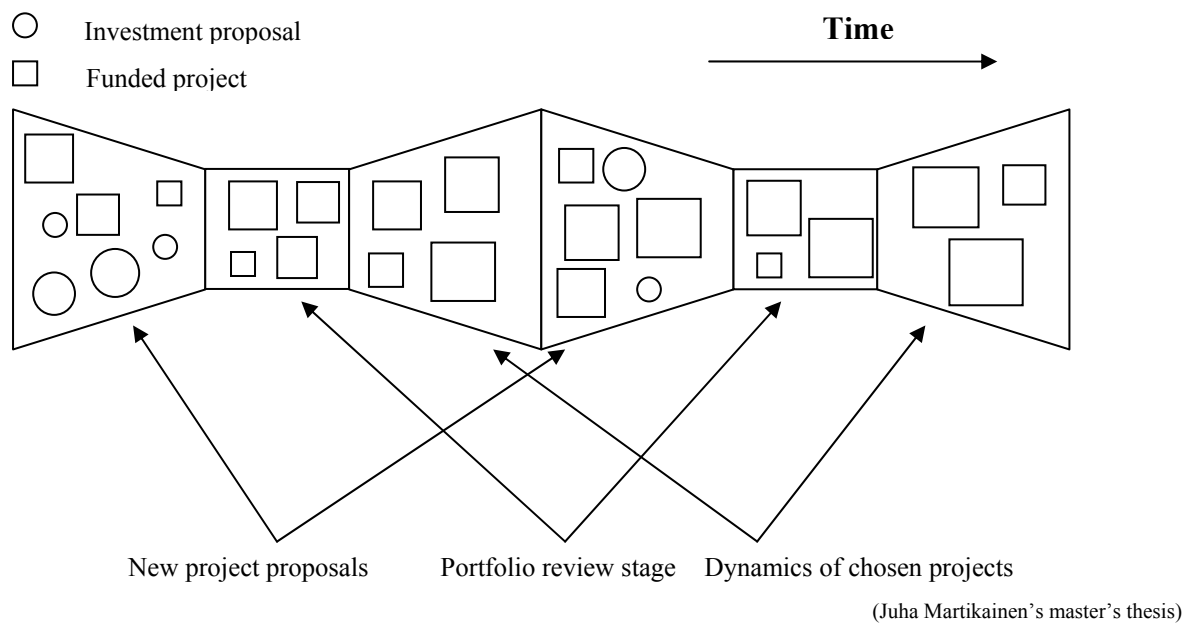 Investment proposal
Time
Funded project
New project proposals
Portfolio review stage
Dynamics of chosen projects
(Juha Martikainen's master's thesis)